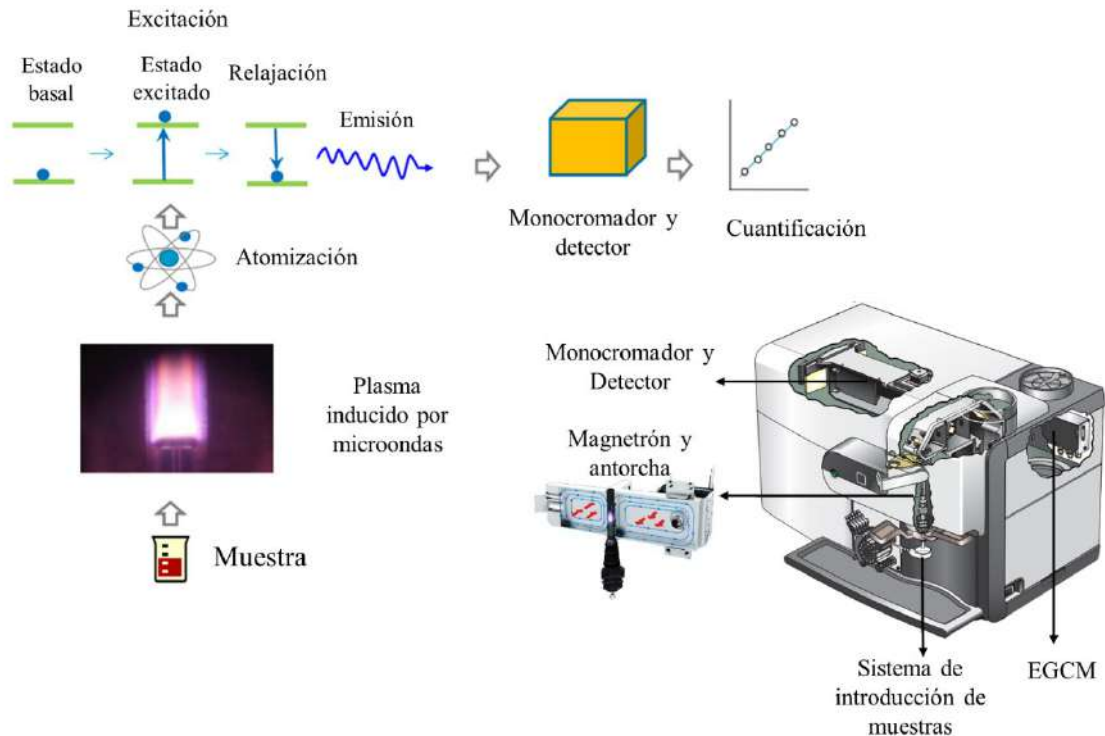 Excitación
Estado
basal
Estado
excitado
Relajación
Emisión
Monocromador y
detector
Cuantificación
Atomización
Plasma
inducido por
microondas
Muestra
Monocromador y
Detector
Magnetrón y
antorcha
Sistema de
introducción de
muestras
EGCM